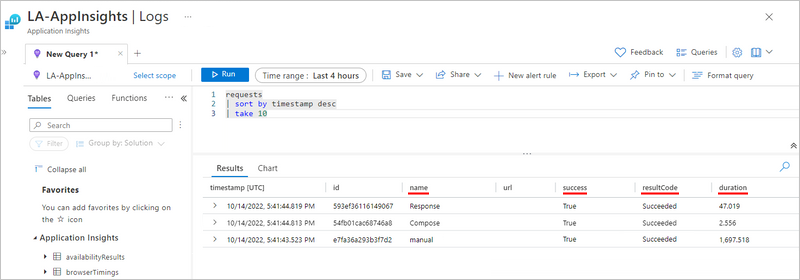 LA-AppInsights | Logs ...
Application Insights
New Query 1*
Feedback
Queries
LA-AppIns...
Select scope
Run
Time range : Last 4 hours
Save
Share
New alert rule
Export
Pin to
Format query
Tables
Queries
Functions
...
Search
Filter
Group by: Solution
Collapse all
Favorites
You can add favorites by clicking on
the ☆ icon
Application Insights
availabilityResults
browserTimings
1 requests
2 | sort by timestamp desc
3 | take 10
Results
Chart
timestamp [UTC] id name url success resultCode duration
10/14/2022, 5:41:44.819 PM 593ef36116149067 Response True Succeeded 47.019
10/14/2022, 5:41:44.813 PM 54fb01cac68746a8 Compose True Succeeded 2.556
10/14/2022, 5:41:43.523 PM e7fa36a293b3f7d2 manual True Succeeded 1,697.518